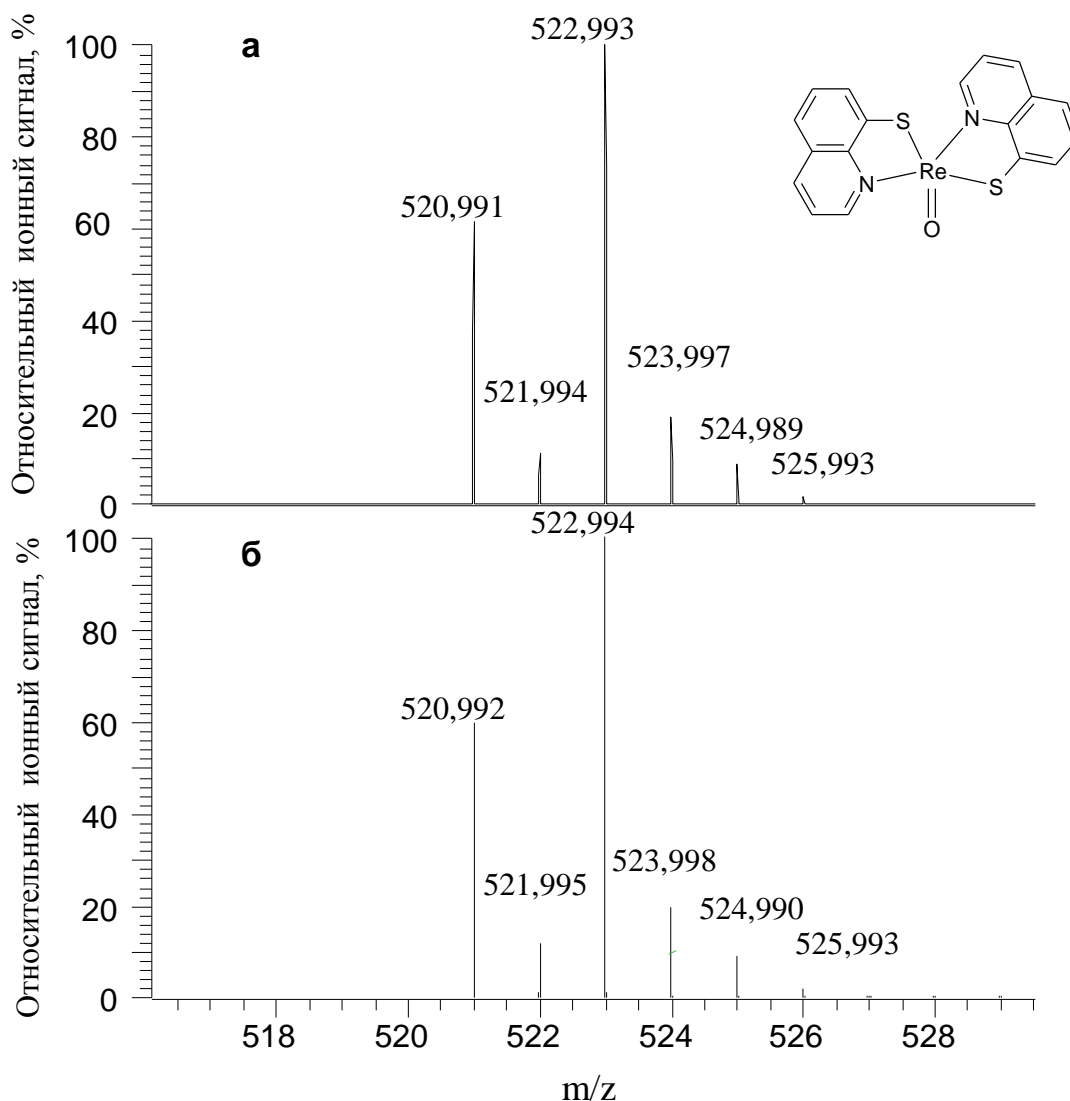 Относительный ионный сигнал, %
а
100
80
60
40
20
0
522,993
520,991
521,994
523,997
524,989
525,993
S
N
Re
N
S
O
Относительный ионный сигнал, %
б
100
80
60
40
20
0
522,994
520,992
521,995
523,998
524,990
525,993
518 520 522 524 526 528
m/z